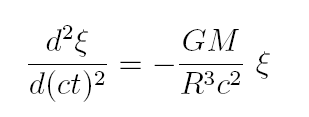 d²ξ/d(ct)² = −GM/R³c² ξ